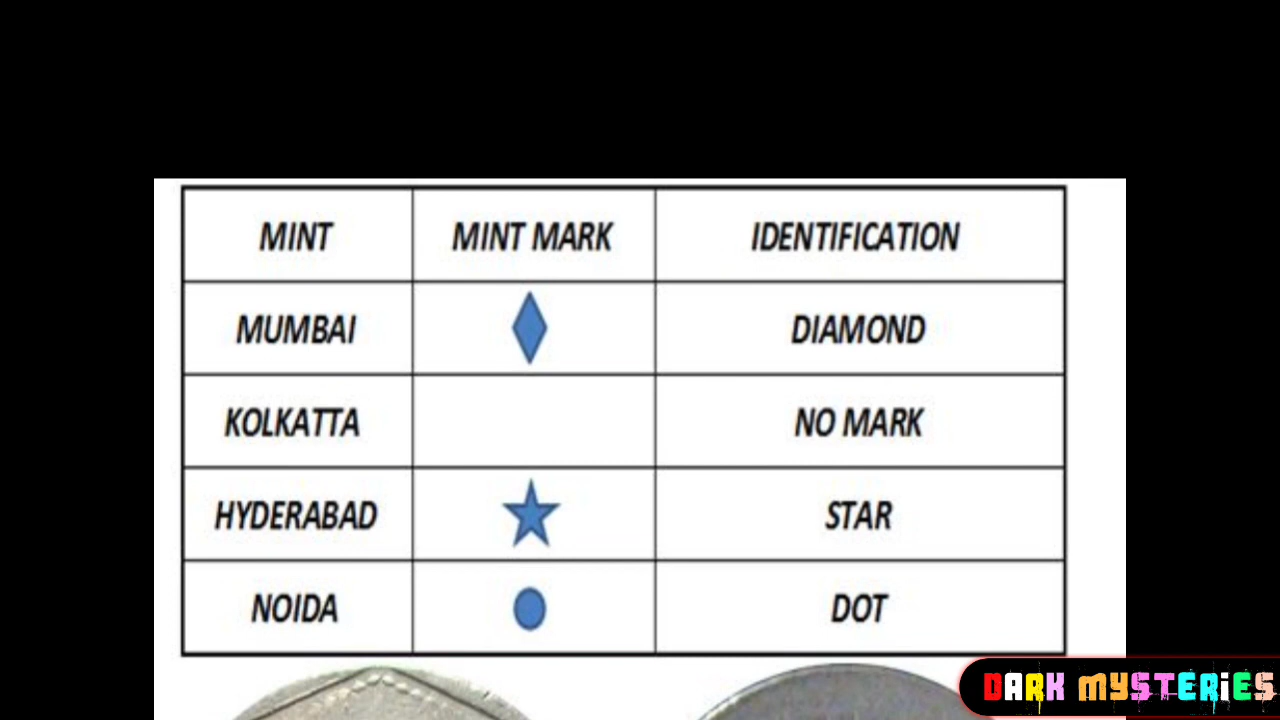 MINT MINT MARK IDENTIFICATION
MUMBAI DIAMOND
KOLKATTA NO MARK
HYDERABAD STAR
NOIDA DOT
DARK MYSTERIES